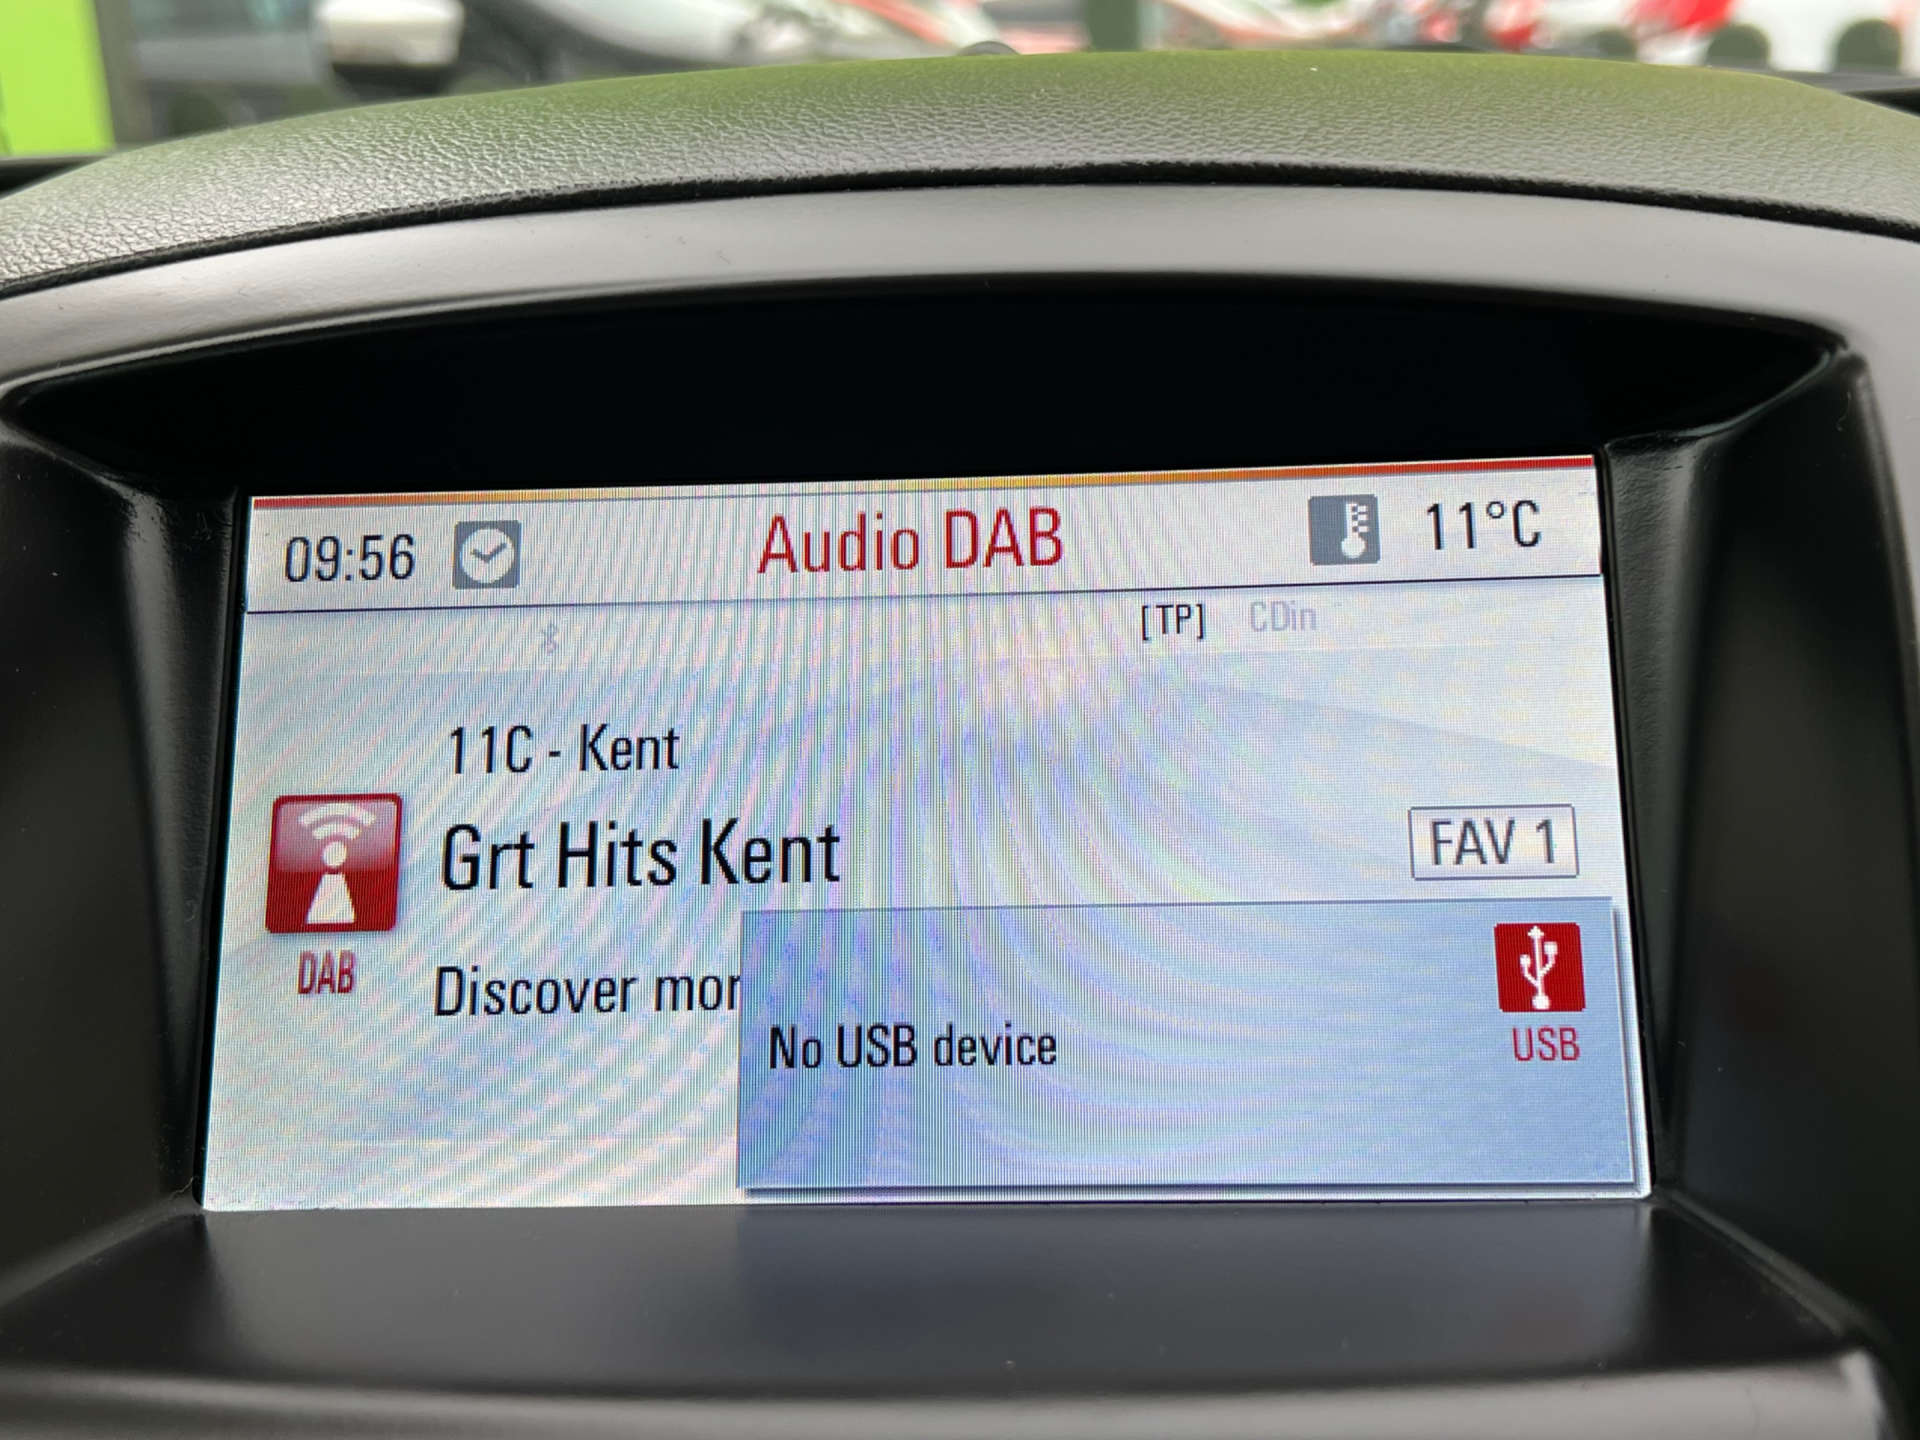 09:56 Audio DAB 11°C
[TP] CDin
11C - Kent
Grt Hits Kent
FAV 1
DAB
Discover mor
No USB device
USB